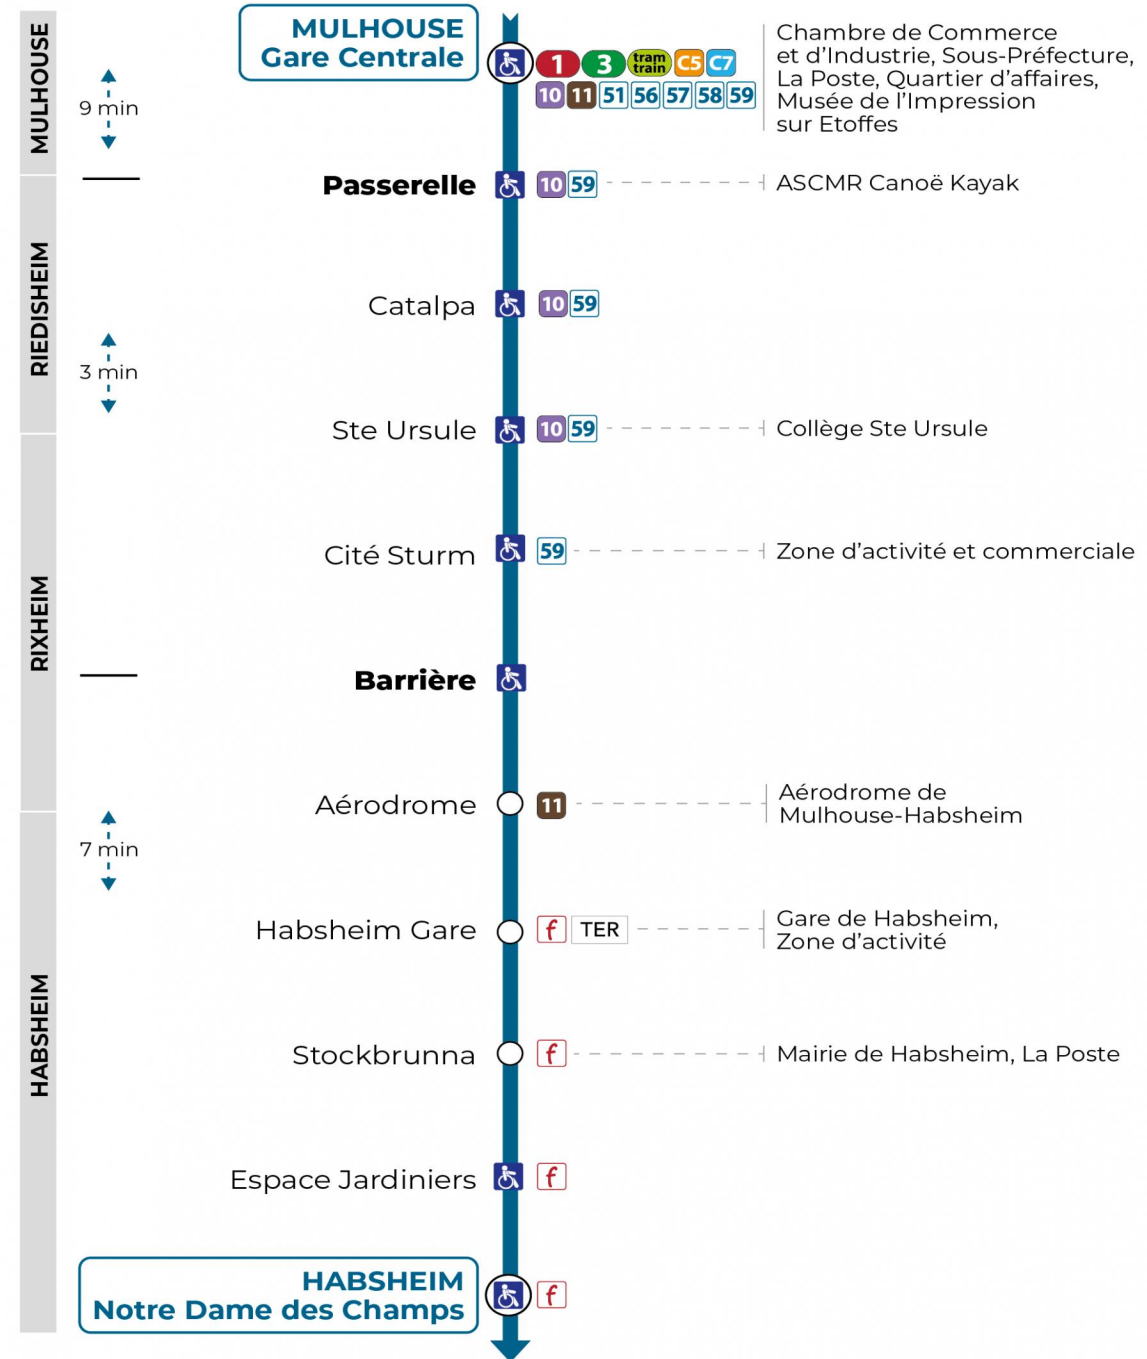 MULHOUSE
MULHOUSE
Gare Centrale
1 3 tram train C5 C7
10 11 51 56 57 58 59
Chambre de Commerce
et d’Industrie, Sous-Préfecture,
La Poste, Quartier d’affaires,
Musée de l’Impression
sur Etoffes
9 min
Passerelle
10 59
ASCMR Canoë Kayak
RIEDISHEIM
Catalpa
10 59
3 min
Ste Ursule
10 59
Collège Ste Ursule
RIXHEIM
Cité Sturm
59
Zone d’activité et commerciale
Barrière
Aérodrome
11
Aérodrome de
Mulhouse-Habsheim
7 min
HABSHEIM
Habsheim Gare
f TER
Gare de Habsheim,
Zone d’activité
Stockbrunna
f
Mairie de Habsheim, La Poste
Espace Jardiniers
f
HABSHEIM
Notre Dame des Champs
f